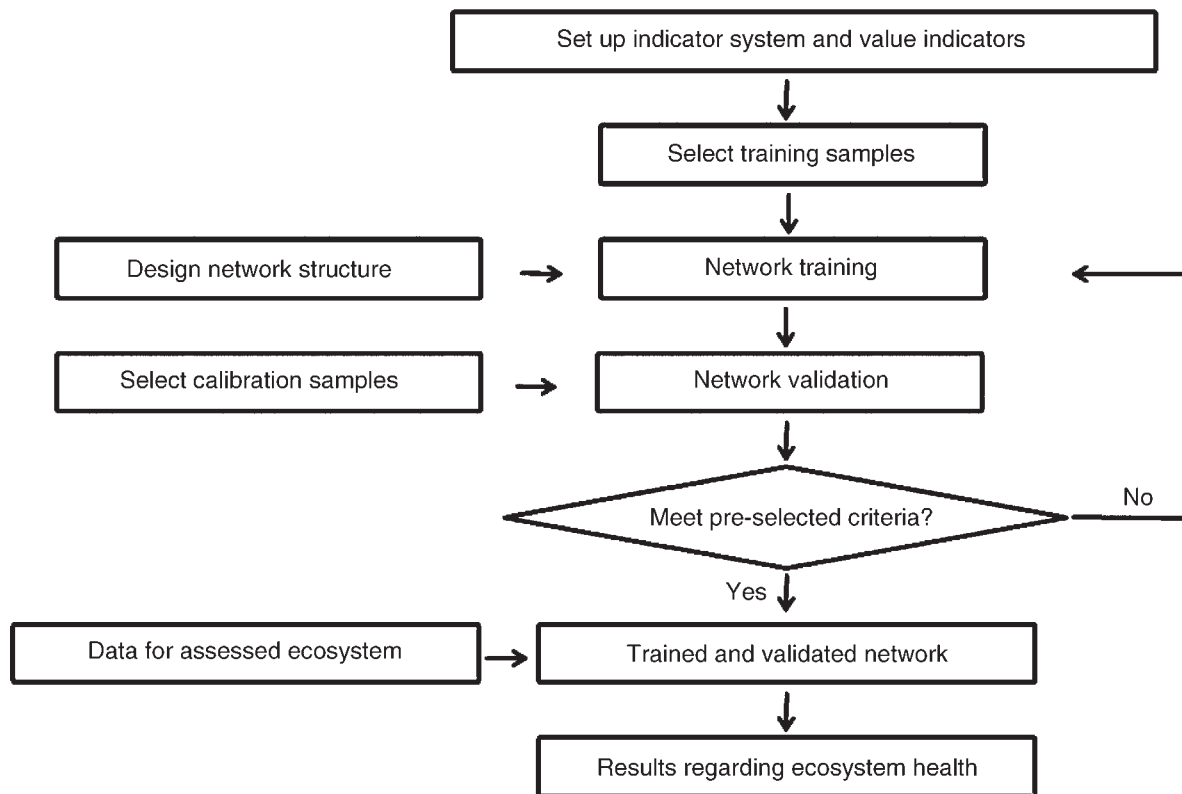 Set up indicator system and value indicators
Select training samples
Design network structure
Network training
Select calibration samples
Network validation
Meet pre-selected criteria?
No
Yes
Data for assessed ecosystem
Trained and validated network
Results regarding ecosystem health